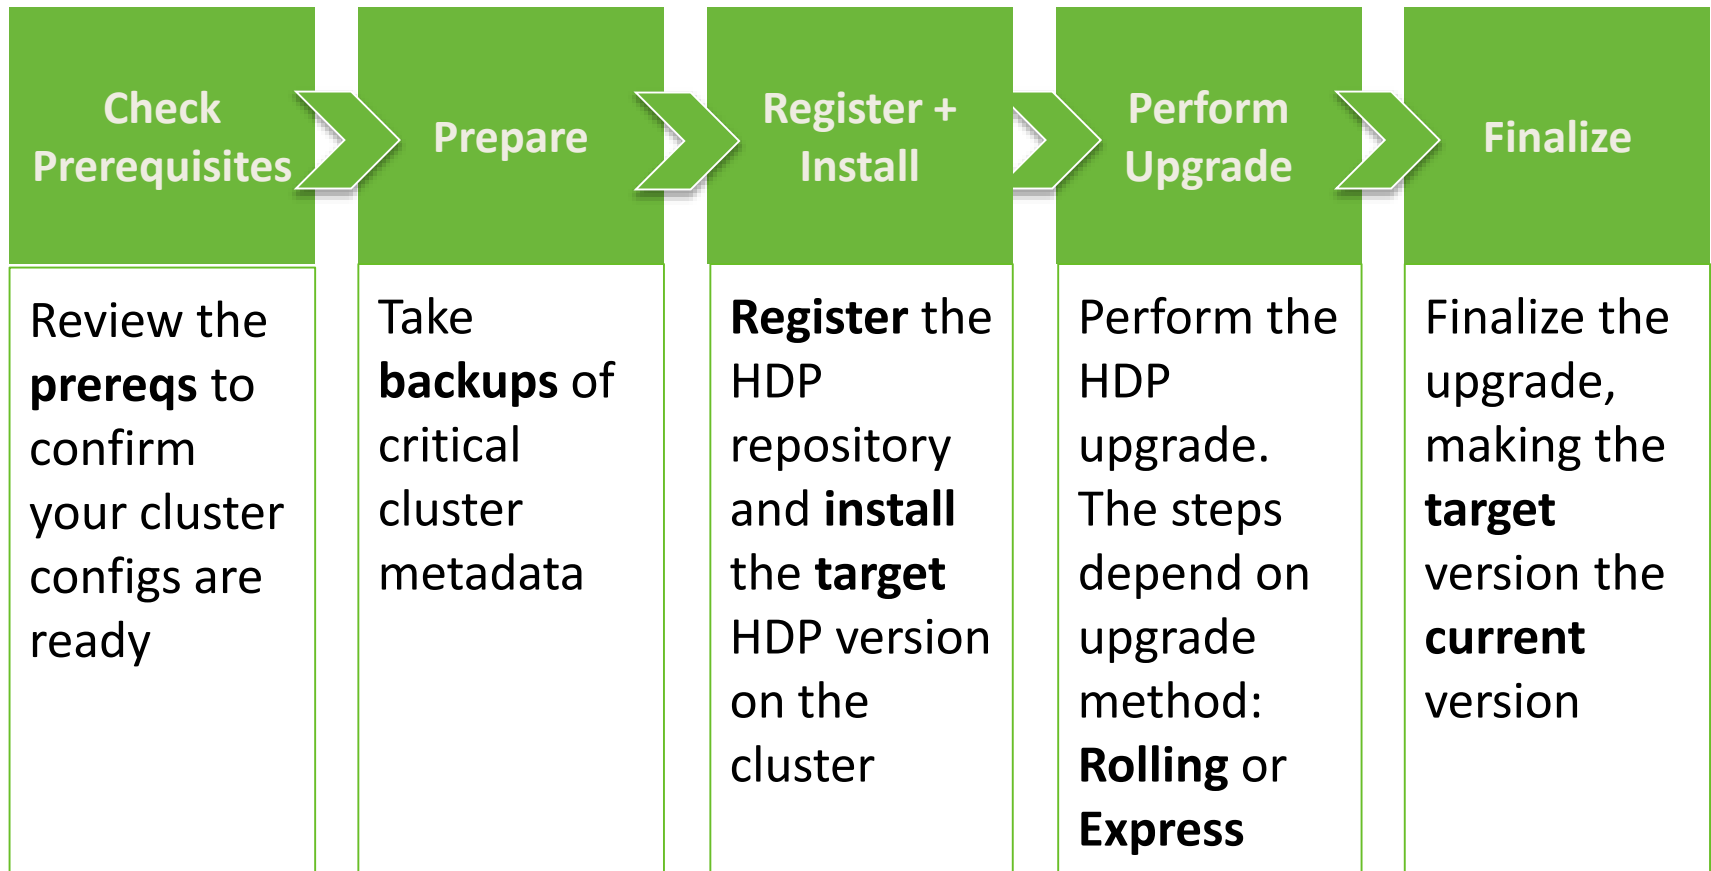 Check
Prerequisites
Prepare
Register +
Install
Perform
Upgrade
Finalize
Review the
prereqs to
confirm
your cluster
configs are
ready
Take
backups of
critical
cluster
metadata
Register the
HDP
repository
and install
the target
HDP version
on the
cluster
Perform the
HDP
upgrade.
The steps
depend on
upgrade
method:
Rolling or
Express
Finalize the
upgrade,
making the
target
version the
current
version